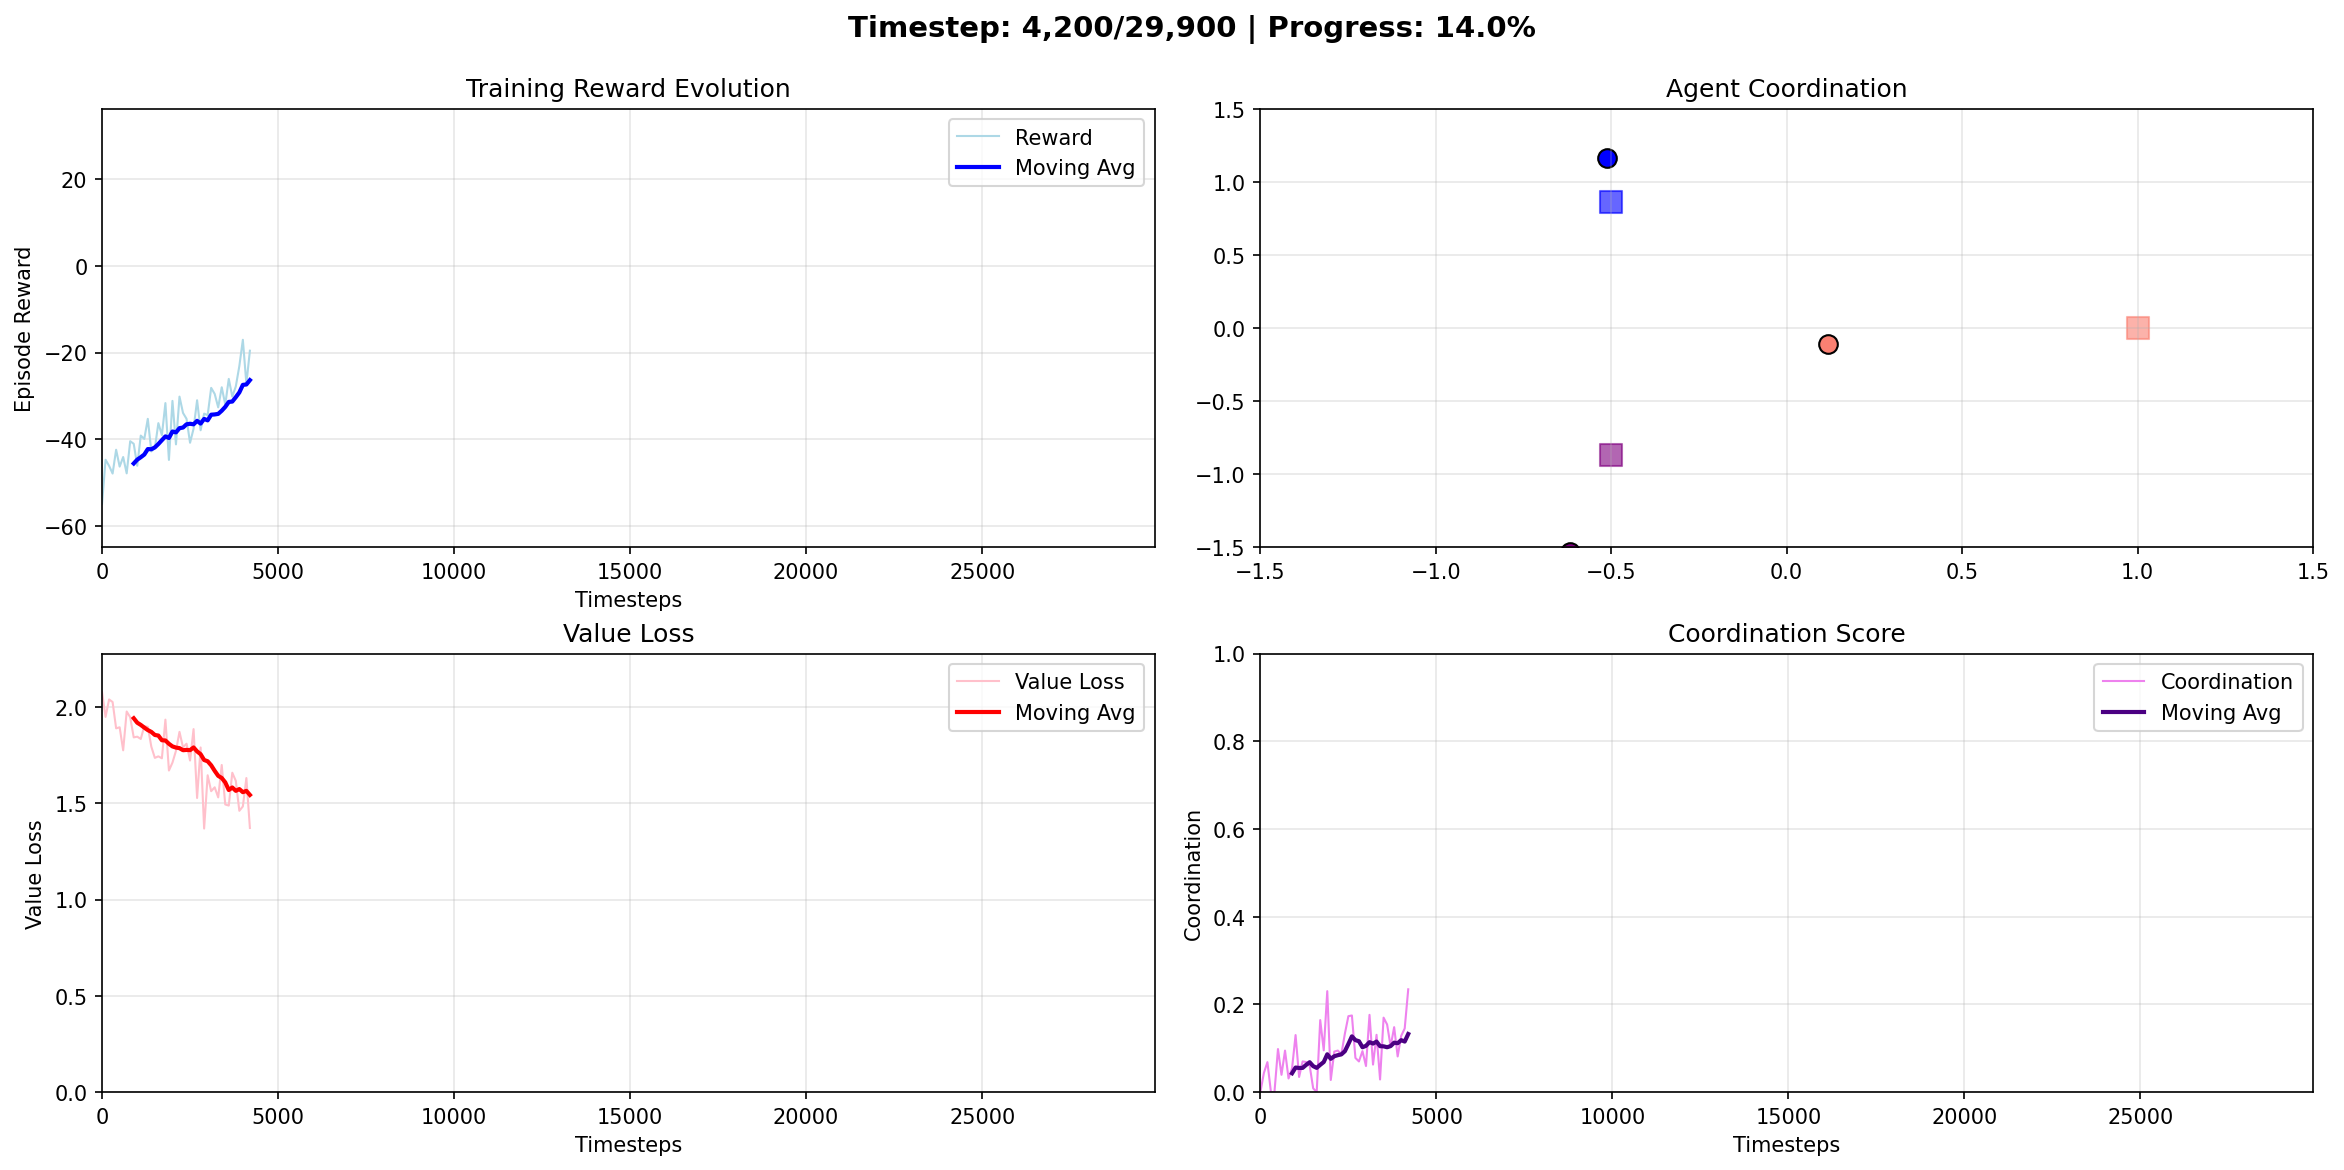 Timestep: 4,200/29,900 | Progress: 14.0%
Training Reward Evolution
Episode Reward
20
0
−20
−40
−60
Reward
Moving Avg
0
5000
10000
15000
20000
25000
Timesteps
Agent Coordination
1.5
1.0
0.5
0.0
−0.5
−1.0
−1.5
−1.5
−1.0
−0.5
0.0
0.5
1.0
1.5
Value Loss
Value Loss
2.0
1.5
1.0
0.5
0.0
Value Loss
Moving Avg
0
5000
10000
15000
20000
25000
Timesteps
Coordination Score
Coordination
1.0
0.8
0.6
0.4
0.2
0.0
Coordination
Moving Avg
0
5000
10000
15000
20000
25000
Timesteps